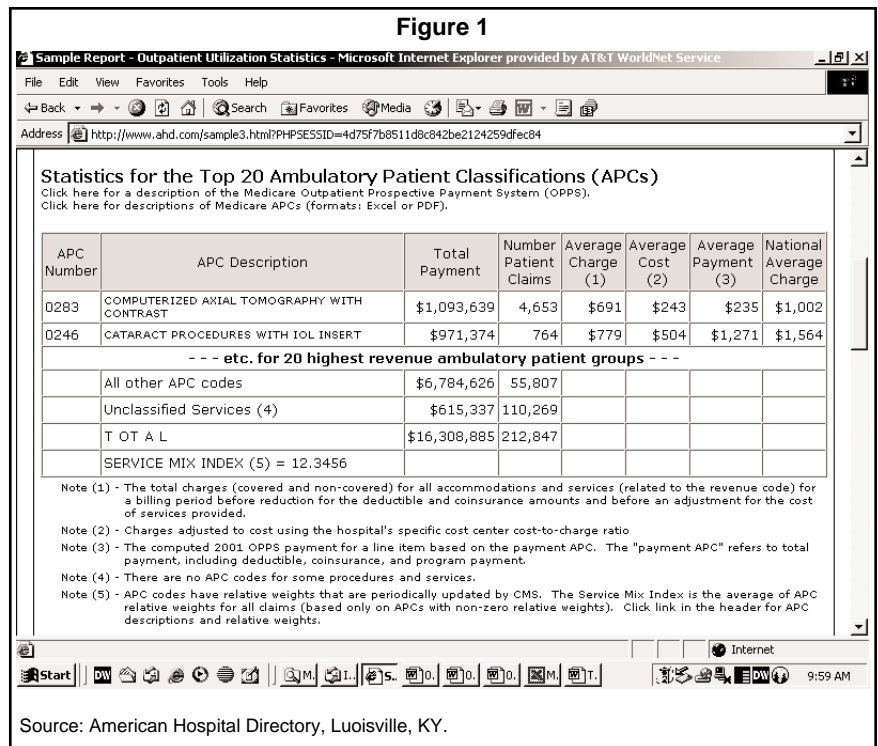 Figure 1
Sample Report - Outpatient Utilization Statistics - Microsoft Internet Explorer provided by AT&T WorldNet Service
File Edit View Favorites Tools Help
Back Search Favorites Media
Address http://www.ahd.com/sample3.html?PHPSESSID=4d75f7b8511d8c842be2124259dfec84
Statistics for the Top 20 Ambulatory Patient Classifications (APCs)
Click here for a description of the Medicare Outpatient Prospective Payment System (OPPS).
Click here for descriptions of Medicare APCs (formats: Excel or PDF).
APC Number APC Description Total Payment Number Patient Claims Average Charge (1) Average Cost (2) Average Payment (3) National Average Charge
0283 COMPUTERIZED AXIAL TOMOGRAPHY WITH CONTRAST $1,093,639 4,653 $691 $243 $235 $1,002
0246 CATARACT PROCEDURES WITH IOL INSERT $971,374 764 $779 $504 $1,271 $1,564
- - - etc. for 20 highest revenue ambulatory patient groups - - -
All other APC codes $6,784,626 55,807
Unclassified Services (4) $615,337 110,269
T O T A L $16,308,885 212,847
SERVICE MIX INDEX (5) = 12.3456
Note (1) - The total charges (covered and non-covered) for all accommodations and services (related to the revenue code) for
a billing period before reduction for the deductible and coinsurance amounts and before an adjustment for the cost
of services provided.
Note (2) - Charges adjusted to cost using the hospital's specific cost center cost-to-charge ratio
Note (3) - The computed 2001 OPPS payment for a line item based on the payment APC. The "payment APC" refers to total
payment, including deductible, coinsurance, and program payment.
Note (4) - There are no APC codes for some procedures and services.
Note (5) - APC codes have relative weights that are periodically updated by CMS. The Service Mix Index is the average of APC
relative weights for all claims (based only on APCs with non-zero relative weights). Click link in the header for APC
descriptions and relative weights.
Internet
Start DW M. I.. S.. 0. 0. 0. M. T. DW 9:59 AM
Source: American Hospital Directory, Luoisville, KY.